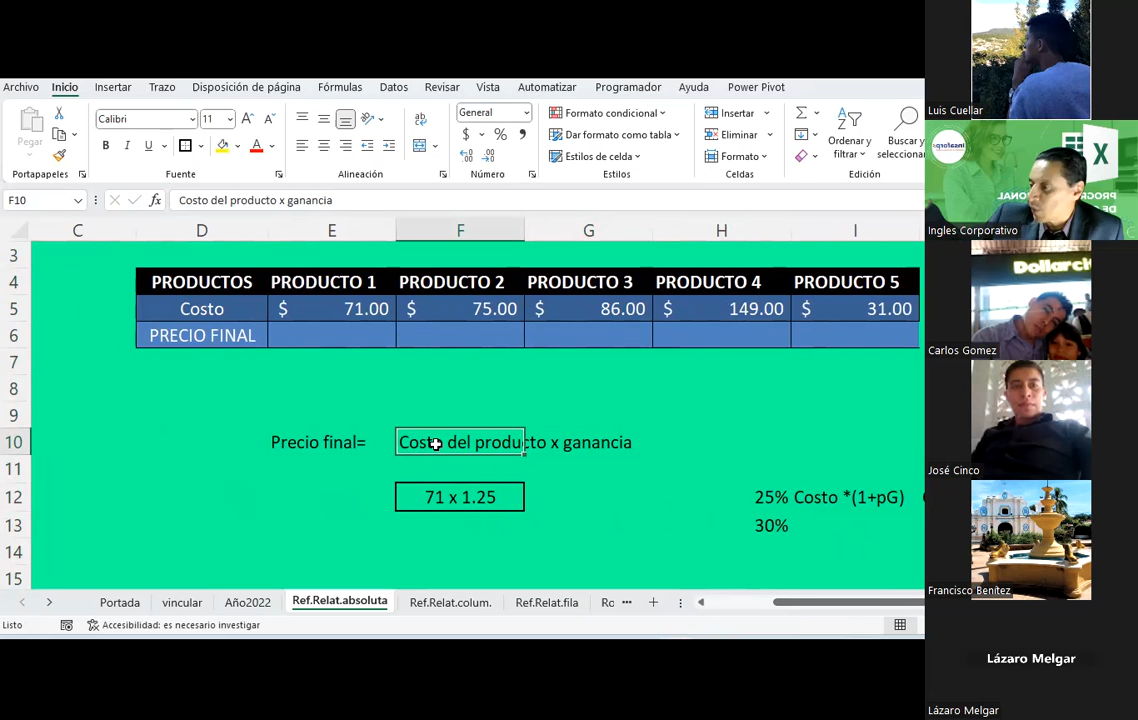 Archivo Inicio Insertar Trazo Disposición de página Fórmulas Datos Revisar Vista Automatizar Programador Ayuda Power Pivot
Pegar
Calibri 11
General
$ % 
Formato condicional
Dar formato como tabla
Estilos de celda
Insertar
Eliminar
Formato
Ordenar y
filtrar
Buscar y
seleccionar
Portapapeles Fuente Alineación Número Estilos Celdas Edición
F10 fx Costo del producto x ganancia
C D E F G H I
3
4 PRODUCTOS PRODUCTO 1 PRODUCTO 2 PRODUCTO 3 PRODUCTO 4 PRODUCTO 5
5 Costo $ 71.00 $ 75.00 $ 86.00 $ 149.00 $ 31.00
6 PRECIO FINAL
7
8
9
10 Precio final= Costo del producto x ganancia
11
12 71 x 1.25 25% Costo *(1+pG)
13 30%
14
15
Portada vincular Año2022 Ref.Relat.absoluta Ref.Relat.colum. Ref.Relat.fila Ro ...
Listo Accesibilidad: es necesario investigar
Luis Cuellar
Ingles Corporativo
Carlos Gomez
José Cinco
Francisco Benítez
Lázaro Melgar
Lázaro Melgar